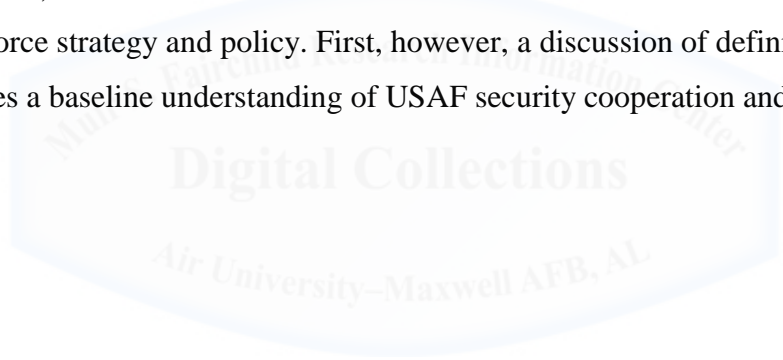 orce strategy and policy. First, however, a discussion of defin
Muir S. Fairchild Research Information Center
es a baseline understanding of USAF security cooperation and
Digital Collections
Air University–Maxwell AFB, AL